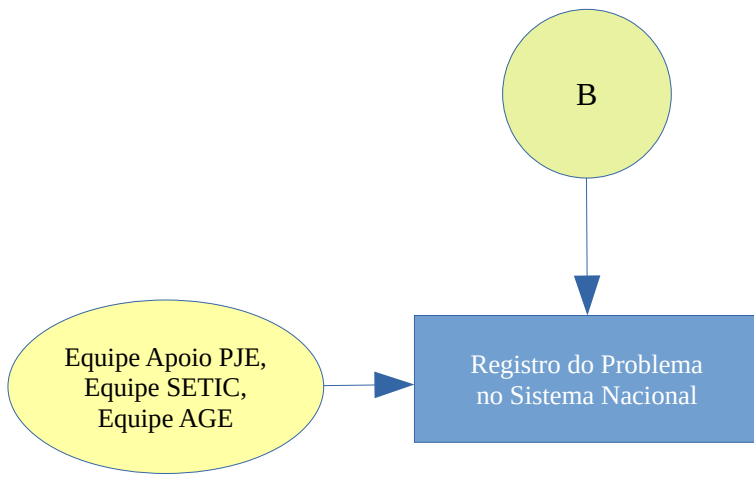 B
Equipe Apoio PJE,
Equipe SETIC,
Equipe AGE
Registro do Problema
no Sistema Nacional